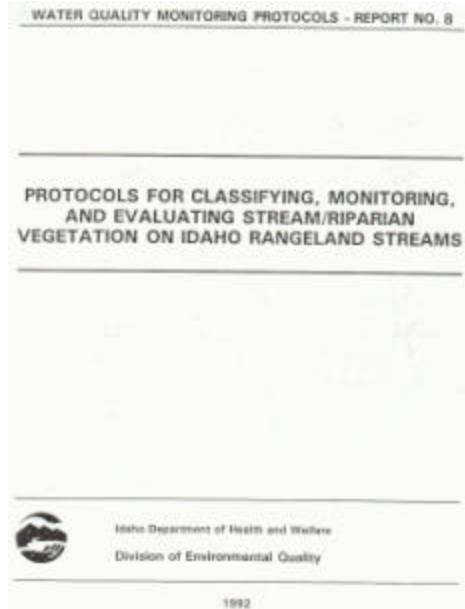 WATER QUALITY MONITORING PROTOCOLS - REPORT NO. 8
PROTOCOLS FOR CLASSIFYING, MONITORING,
AND EVALUATING STREAM/RIPARIAN
VEGETATION ON IDAHO RANGELAND STREAMS
Idaho Department of Health and Welfare
Division of Environmental Quality
1992